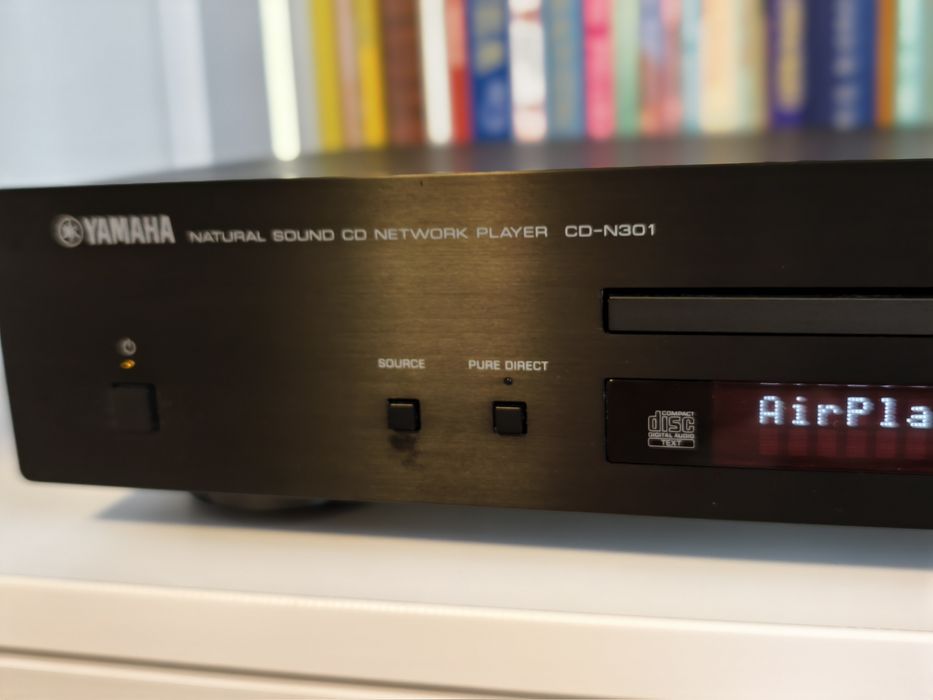 YAMAHA NATURAL SOUND CD NETWORK PLAYER CD-N301
SOURCE PURE DIRECT
COMPACT
disc
DIGITAL AUDIO
TEXT
AirPla